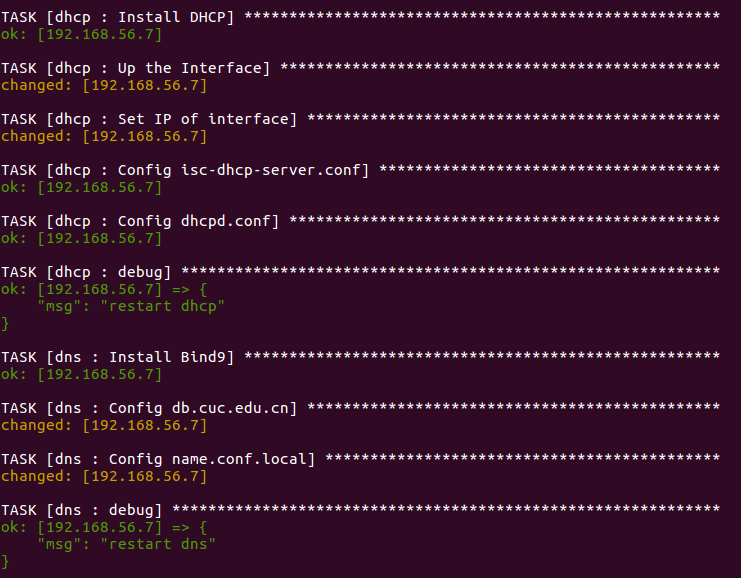 TASK [dhcp : Install DHCP] *****************************************************
ok: [192.168.56.7]
TASK [dhcp : Up the Interface] *************************************************
changed: [192.168.56.7]
TASK [dhcp : Set IP of interface] **********************************************
changed: [192.168.56.7]
TASK [dhcp : Config isc-dhcp-server.conf] **************************************
ok: [192.168.56.7]
TASK [dhcp : Config dhcpd.conf] ************************************************
ok: [192.168.56.7]
TASK [dhcp : debug] ************************************************************
ok: [192.168.56.7] => {
    "msg": "restart dhcp"
}
TASK [dns : Install Bind9] *****************************************************
ok: [192.168.56.7]
TASK [dns : Config db.cuc.edu.cn] **********************************************
changed: [192.168.56.7]
TASK [dns : Config name.conf.local] ********************************************
changed: [192.168.56.7]
TASK [dns : debug] *************************************************************
ok: [192.168.56.7] => {
    "msg": "restart dns"
}